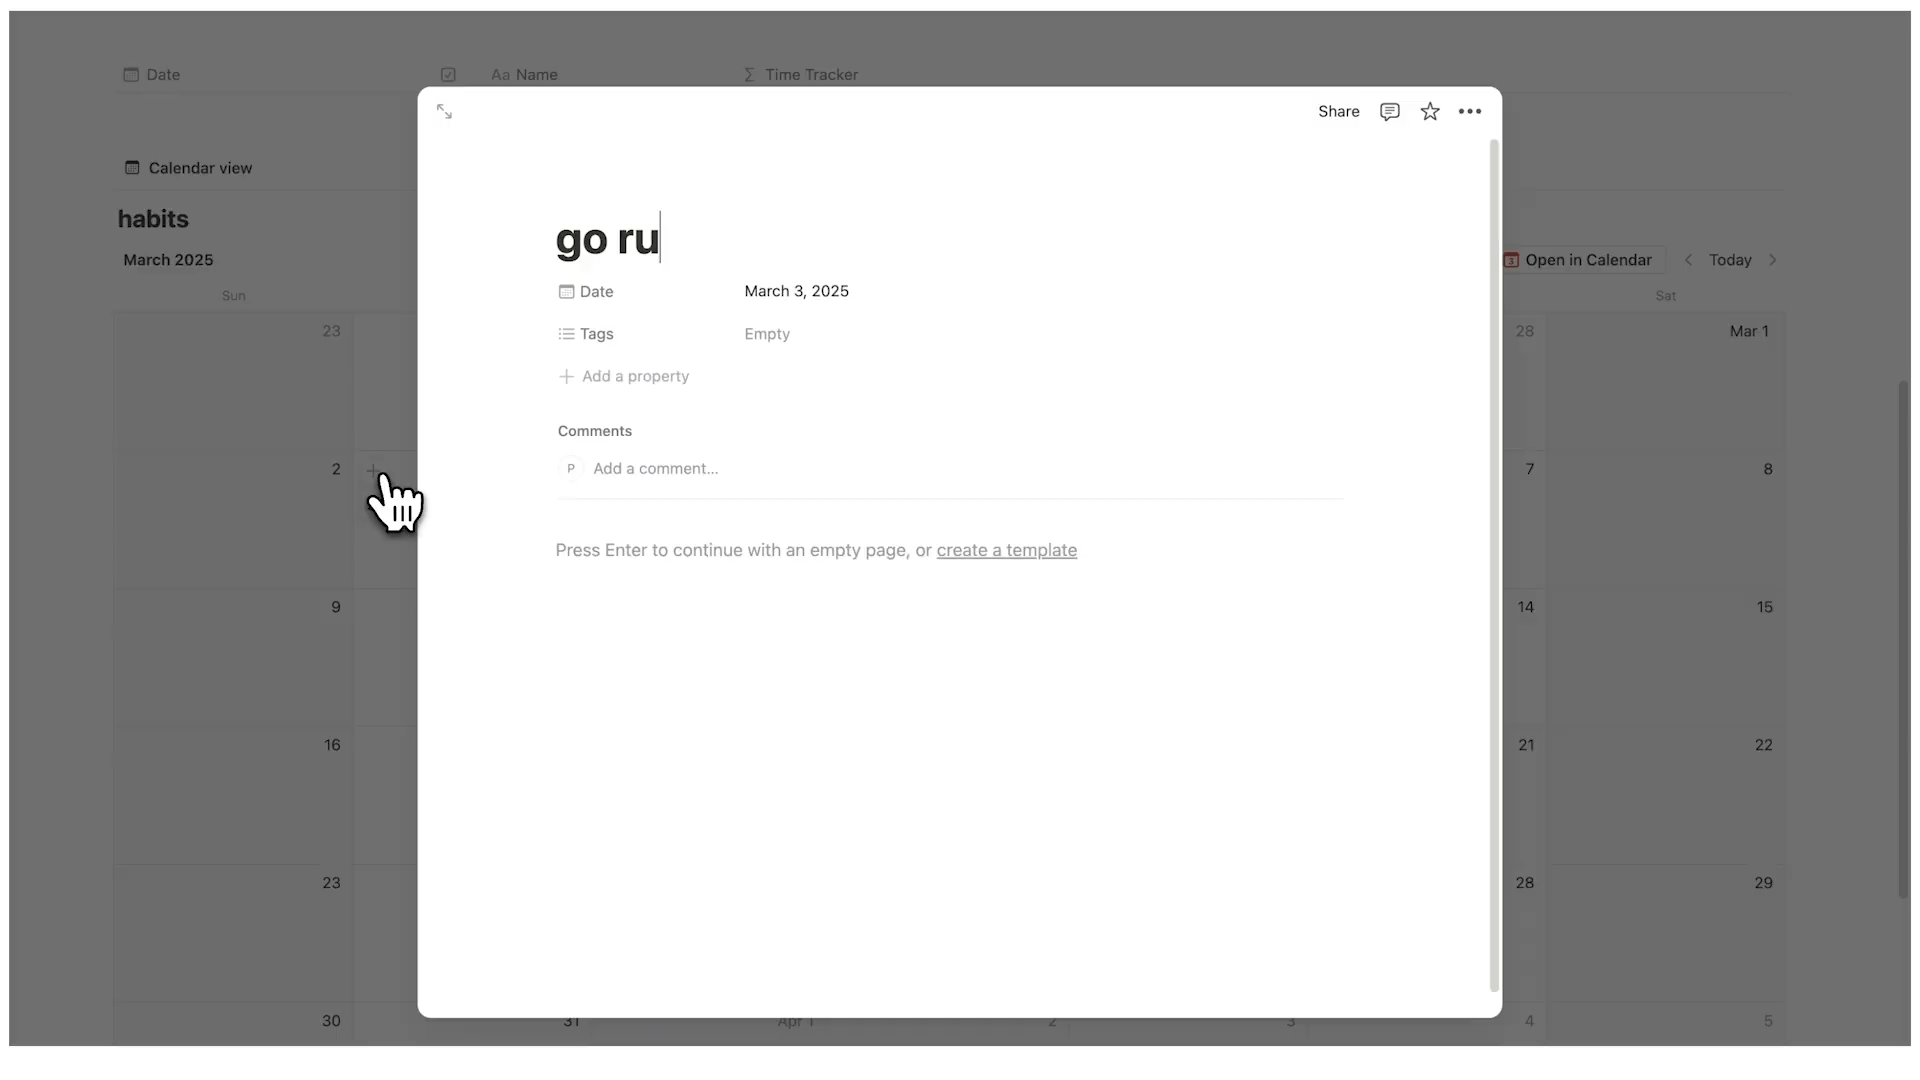 Date Aa Name Σ Time Tracker
Share
Calendar view
habits
go ru
March 2025
3 Open in Calendar Today
Sun Sat
Date March 3, 2025
Tags Empty
Add a property
Comments
P Add a comment...
Press Enter to continue with an empty page, or create a template
23 28 Mar 1
2 7 8
9 14 15
16 21 22
23 28 29
30 31 Apr 1 2 3 4 5